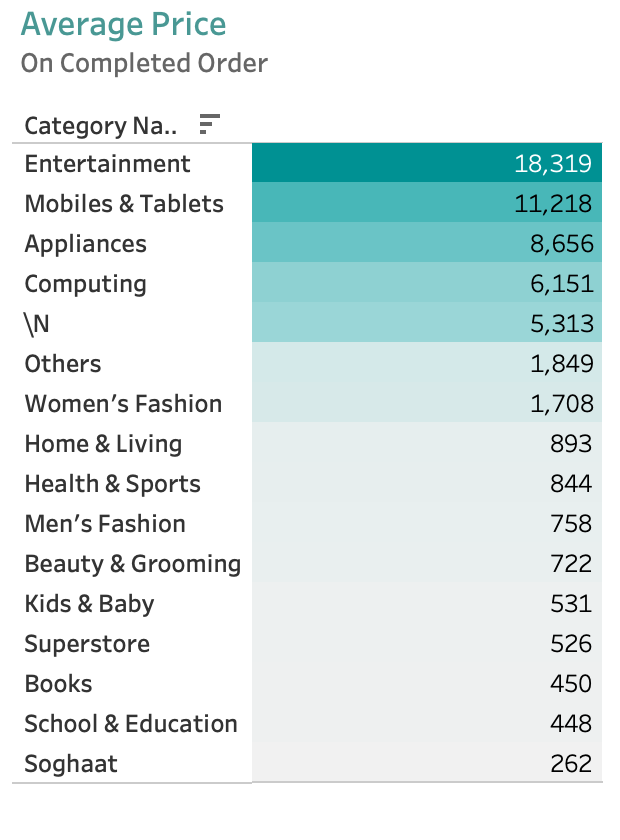 Average Price
On Completed Order
Category Na..
Entertainment 18,319
Mobiles & Tablets 11,218
Appliances 8,656
Computing 6,151
\N 5,313
Others 1,849
Women’s Fashion 1,708
Home & Living 893
Health & Sports 844
Men’s Fashion 758
Beauty & Grooming 722
Kids & Baby 531
Superstore 526
Books 450
School & Education 448
Soghaat 262